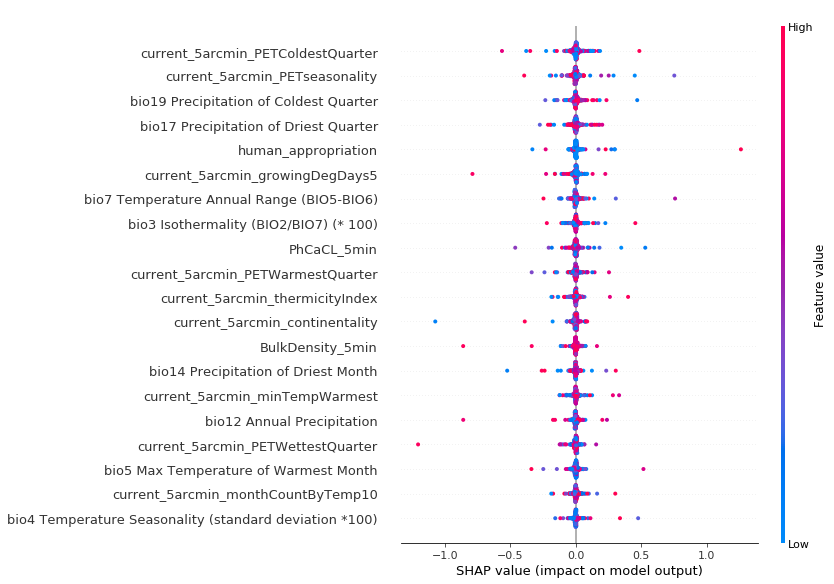 High
current_5arcmin_PETColdestQuarter
current_5arcmin_PETseasonality
bio19 Precipitation of Coldest Quarter
bio17 Precipitation of Driest Quarter
human_appropriation
current_5arcmin_growingDegDays5
bio7 Temperature Annual Range (BIO5-BIO6)
bio3 Isothermality (BIO2/BIO7) (* 100)
PhCaCL_5min
current_5arcmin_PETWarmestQuarter
current_5arcmin_thermicityIndex
current_5arcmin_continentality
BulkDensity_5min
bio14 Precipitation of Driest Month
current_5arcmin_minTempWarmest
bio12 Annual Precipitation
current_5arcmin_PETWettestQuarter
bio5 Max Temperature of Warmest Month
current_5arcmin_monthCountByTemp10
bio4 Temperature Seasonality (standard deviation *100)
Feature value
Low
−1.0 −0.5 0.0 0.5 1.0
SHAP value (impact on model output)